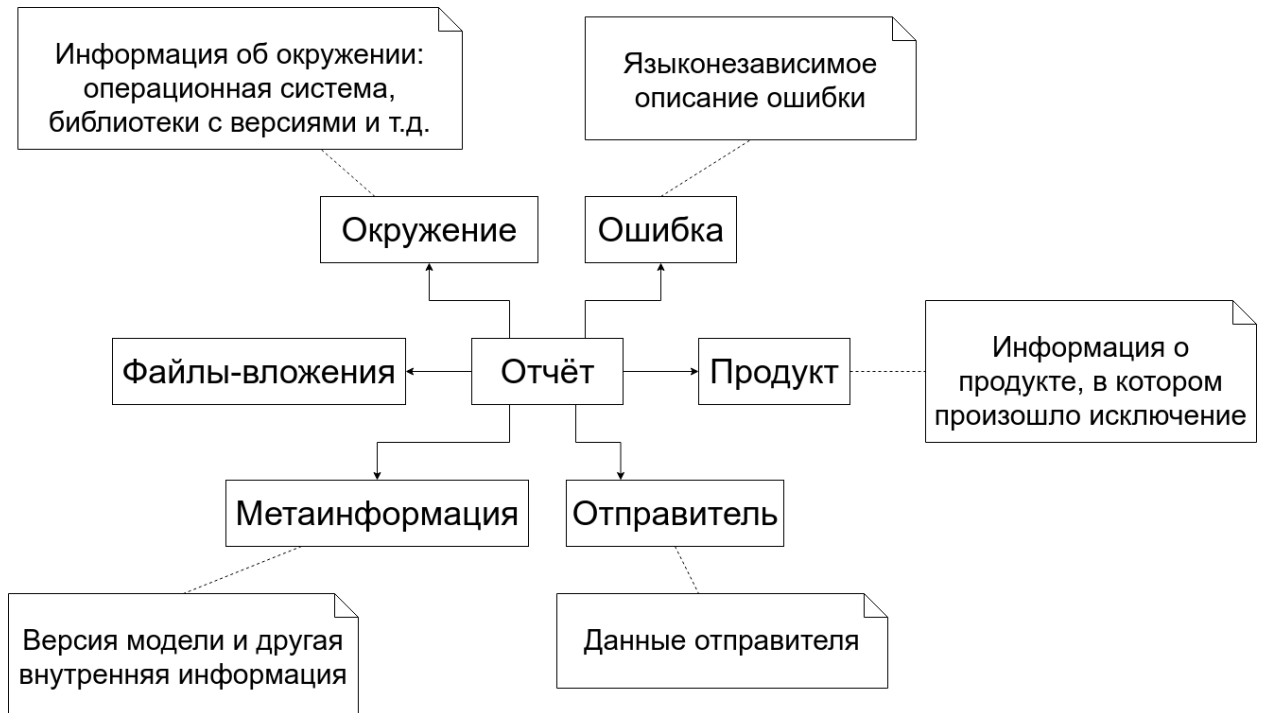 Информация об окружении:
операционная система,
библиотеки с версиями и т.д.
Языконезависимое
описание ошибки
Окружение
Ошибка
Файлы-вложения
Отчёт
Продукт
Информация о
продукте, в котором
произошло исключение
Метаинформация
Отправитель
Версия модели и другая
внутренняя информация
Данные отправителя